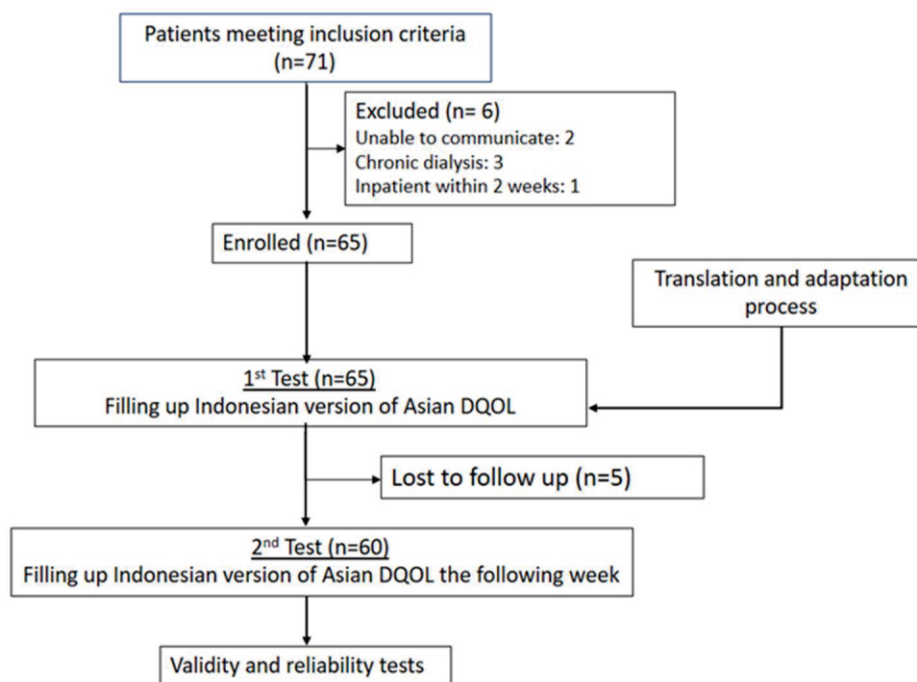 Patients meeting inclusion criteria
(n=71)
Excluded (n= 6)
Unable to communicate: 2
Chronic dialysis: 3
Inpatient within 2 weeks: 1
Enrolled (n=65)
Translation and adaptation
process
1st Test (n=65)
Filling up Indonesian version of Asian DQOL
Lost to follow up (n=5)
2nd Test (n=60)
Filling up Indonesian version of Asian DQOL the following week
Validity and reliability tests